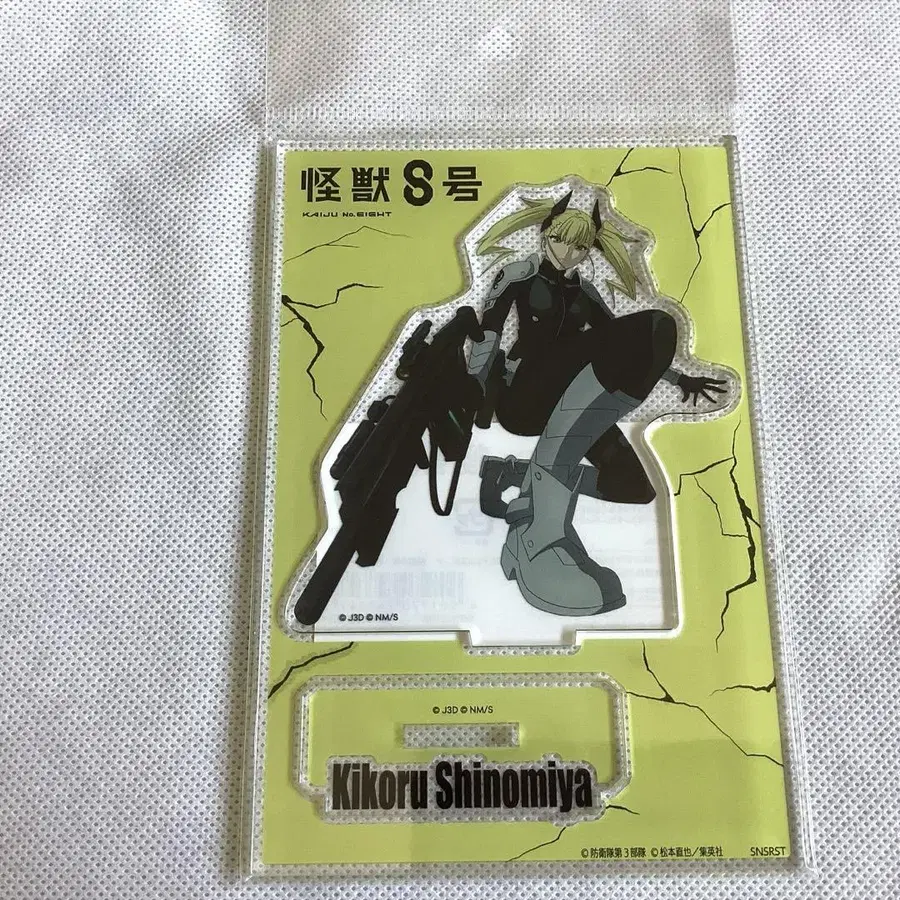 怪獣8号
KAIJU No.EIGHT
© J3D © NM/S
© J3D © NM/S
Kikoru Shinomiya
© 防衛隊第3部隊 © 松本直也／集英社 SNSRST